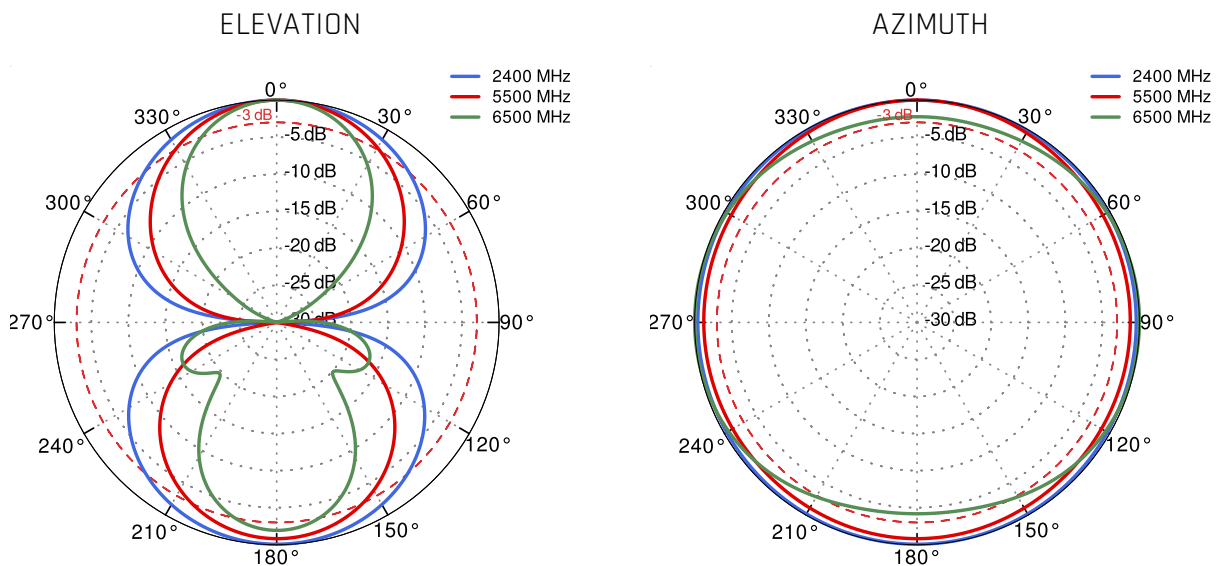 ELEVATION
2400 MHz
5500 MHz
6500 MHz
0°
330°
-3 dB
30°
-5 dB
-10 dB
300°
60°
-15 dB
-20 dB
-25 dB
270°
-30 dB
90°
240°
120°
210°
150°
180°
AZIMUTH
2400 MHz
5500 MHz
6500 MHz
0°
330°
-3 dB
30°
-5 dB
-10 dB
300°
60°
-15 dB
-20 dB
-25 dB
270°
-30 dB
90°
240°
120°
210°
150°
180°